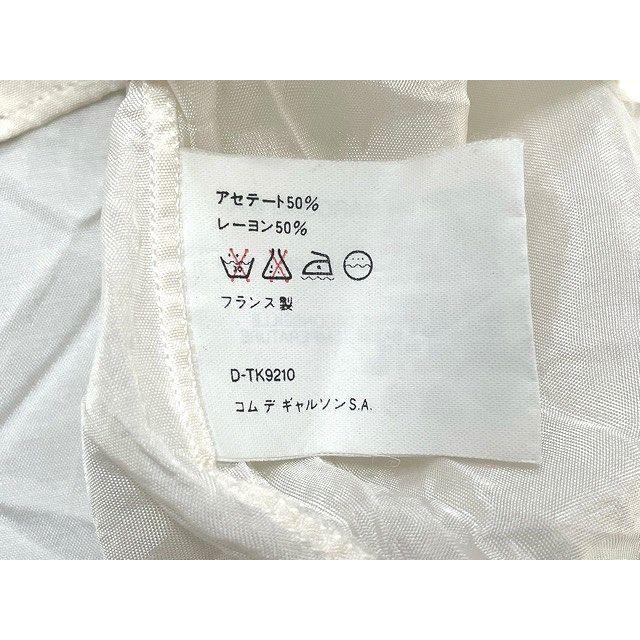 アセテート50%
レーヨン50%
フランス製
D-TK9210
コム デ ギャルソン S.A.